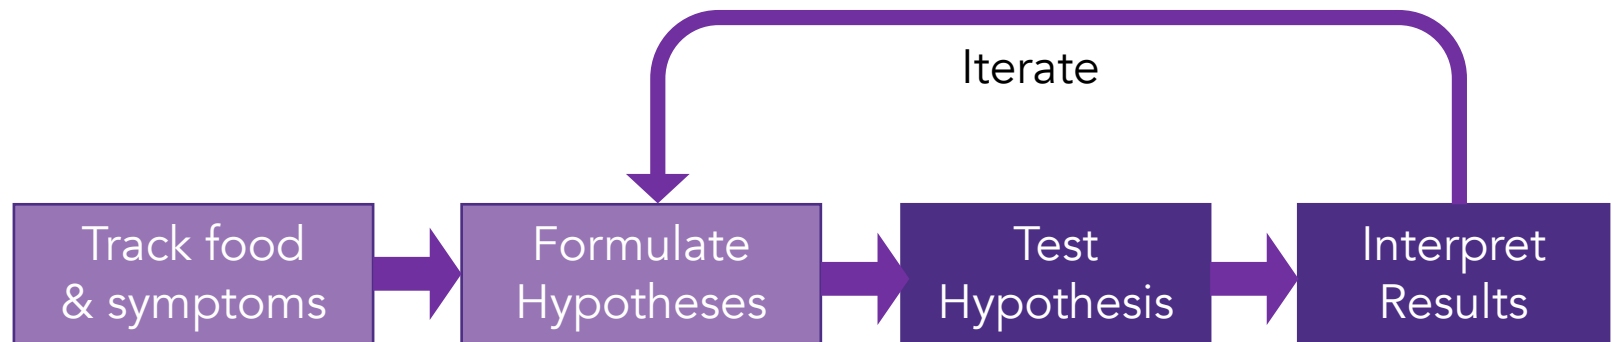 Iterate
Track food
& symptoms
Formulate
Hypotheses
Test
Hypothesis
Interpret
Results